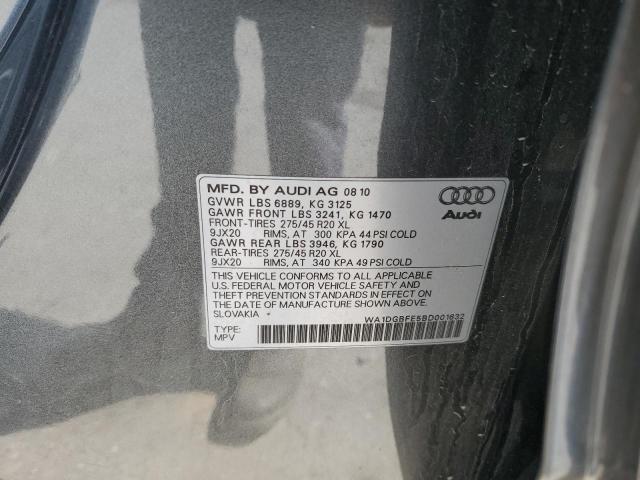 MFD. BY AUDI AG 08 10
GVWR LBS 6889, KG 3125
GAWR FRONT LBS 3241, KG 1470
FRONT-TIRES 275/45 R20 XL
9JX20 RIMS, AT 300 KPA 44 PSI COLD
GAWR REAR LBS 3946, KG 1790
REAR-TIRES 275/45 R20 XL
9JX20 RIMS, AT 340 KPA 49 PSI COLD
Audi
THIS VEHICLE CONFORMS TO ALL APPLICABLE
U.S. FEDERAL MOTOR VEHICLE SAFETY AND
THEFT PREVENTION STANDARDS IN EFFECT ON
THE DATE OF MANUFACTURE SHOWN ABOVE.
SLOVAKIA * WA1DGBFE5BD001632
TYPE:
MPV